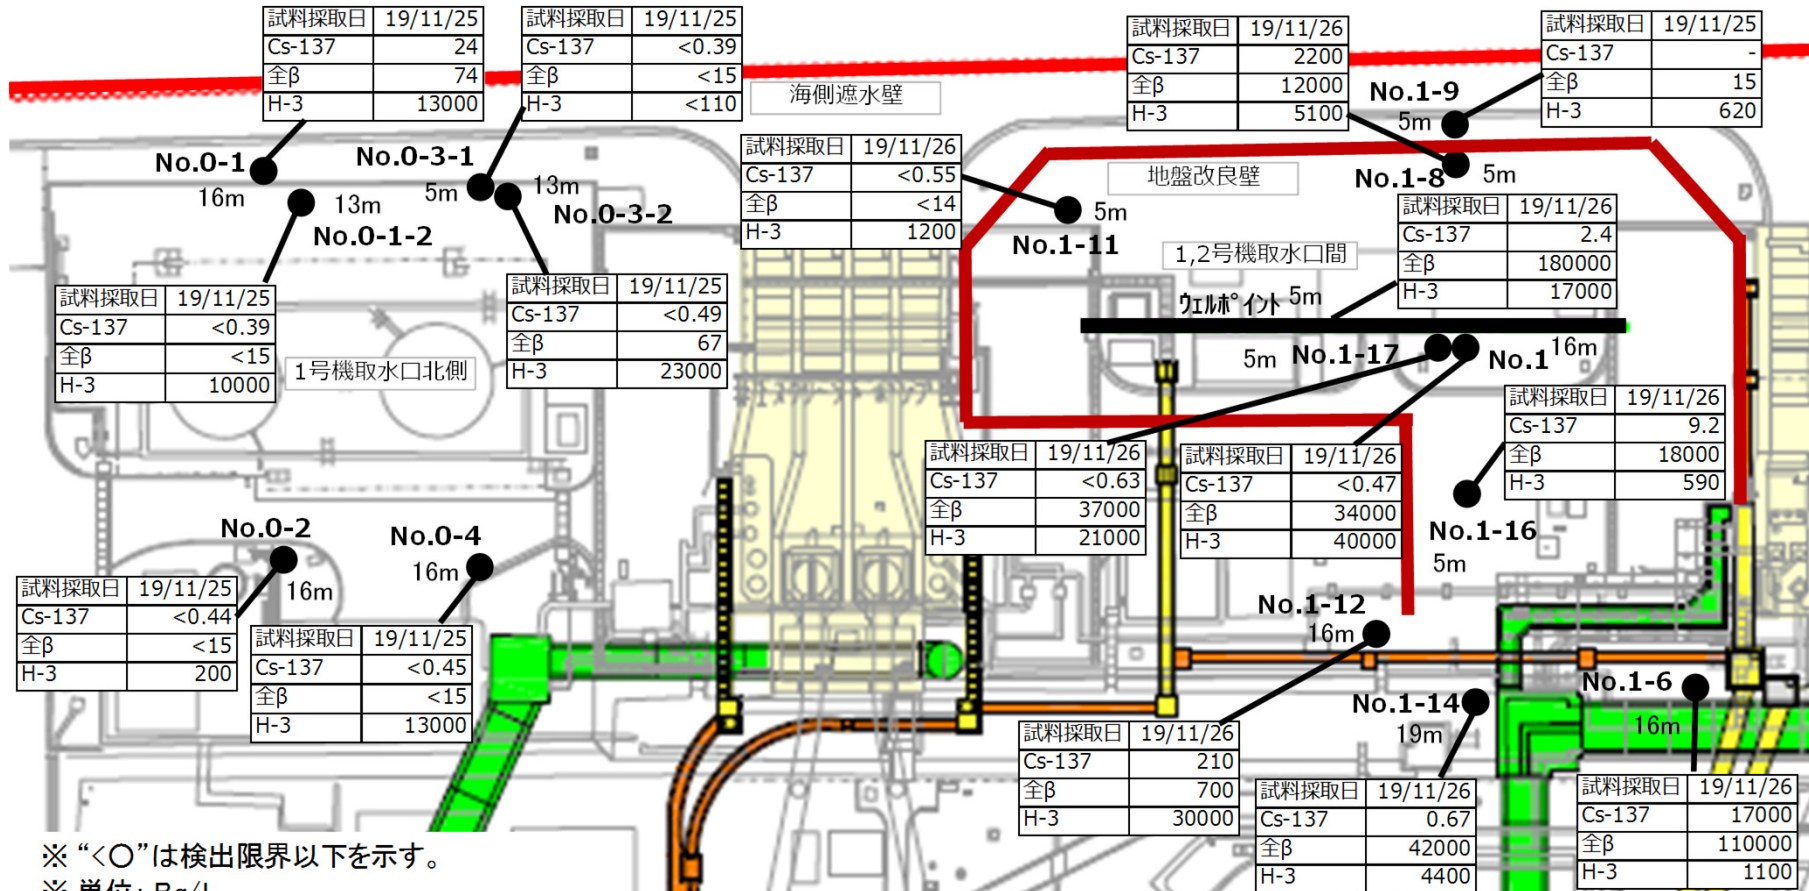 試料採取日 19/11/25
Cs-137 24
全β 74
H-3 13000
試料採取日 19/11/25
Cs-137 <0.39
全β <15
H-3 <110
海側遮水壁
試料採取日 19/11/26
Cs-137 2200
全β 12000
H-3 5100
試料採取日 19/11/25
Cs-137 -
全β 15
H-3 620
No.1-9
5m
No.0-1
16m
No.0-3-1
5m
13m
No.0-3-2
13m
No.0-1-2
試料採取日 19/11/26
Cs-137 <0.55
全β <14
H-3 1200
5m
No.1-11
地盤改良壁
No.1-8
5m
試料採取日 19/11/26
Cs-137 2.4
全β 180000
H-3 17000
1,2号機取水口間
ウェルポイント 5m
試料採取日 19/11/25
Cs-137 <0.39
全β <15
H-3 10000
1号機取水口北側
試料採取日 19/11/25
Cs-137 <0.49
全β 67
H-3 23000
5m No.1-17
No.1 16m
試料採取日 19/11/26
Cs-137 9.2
全β 18000
H-3 590
試料採取日 19/11/26
Cs-137 <0.63
全β 37000
H-3 21000
試料採取日 19/11/26
Cs-137 <0.47
全β 34000
H-3 40000
No.1-16
5m
No.0-2
16m
No.0-4
16m
試料採取日 19/11/25
Cs-137 <0.44
全β <15
H-3 200
試料採取日 19/11/25
Cs-137 <0.45
全β <15
H-3 13000
No.1-12
16m
No.1-14
19m
No.1-6
16m
試料採取日 19/11/26
Cs-137 210
全β 700
H-3 30000
試料採取日 19/11/26
Cs-137 0.67
全β 42000
H-3 4400
試料採取日 19/11/26
Cs-137 17000
全β 110000
H-3 1100
※ “<○”は検出限界以下を示す。
※ 単位: Bq/L